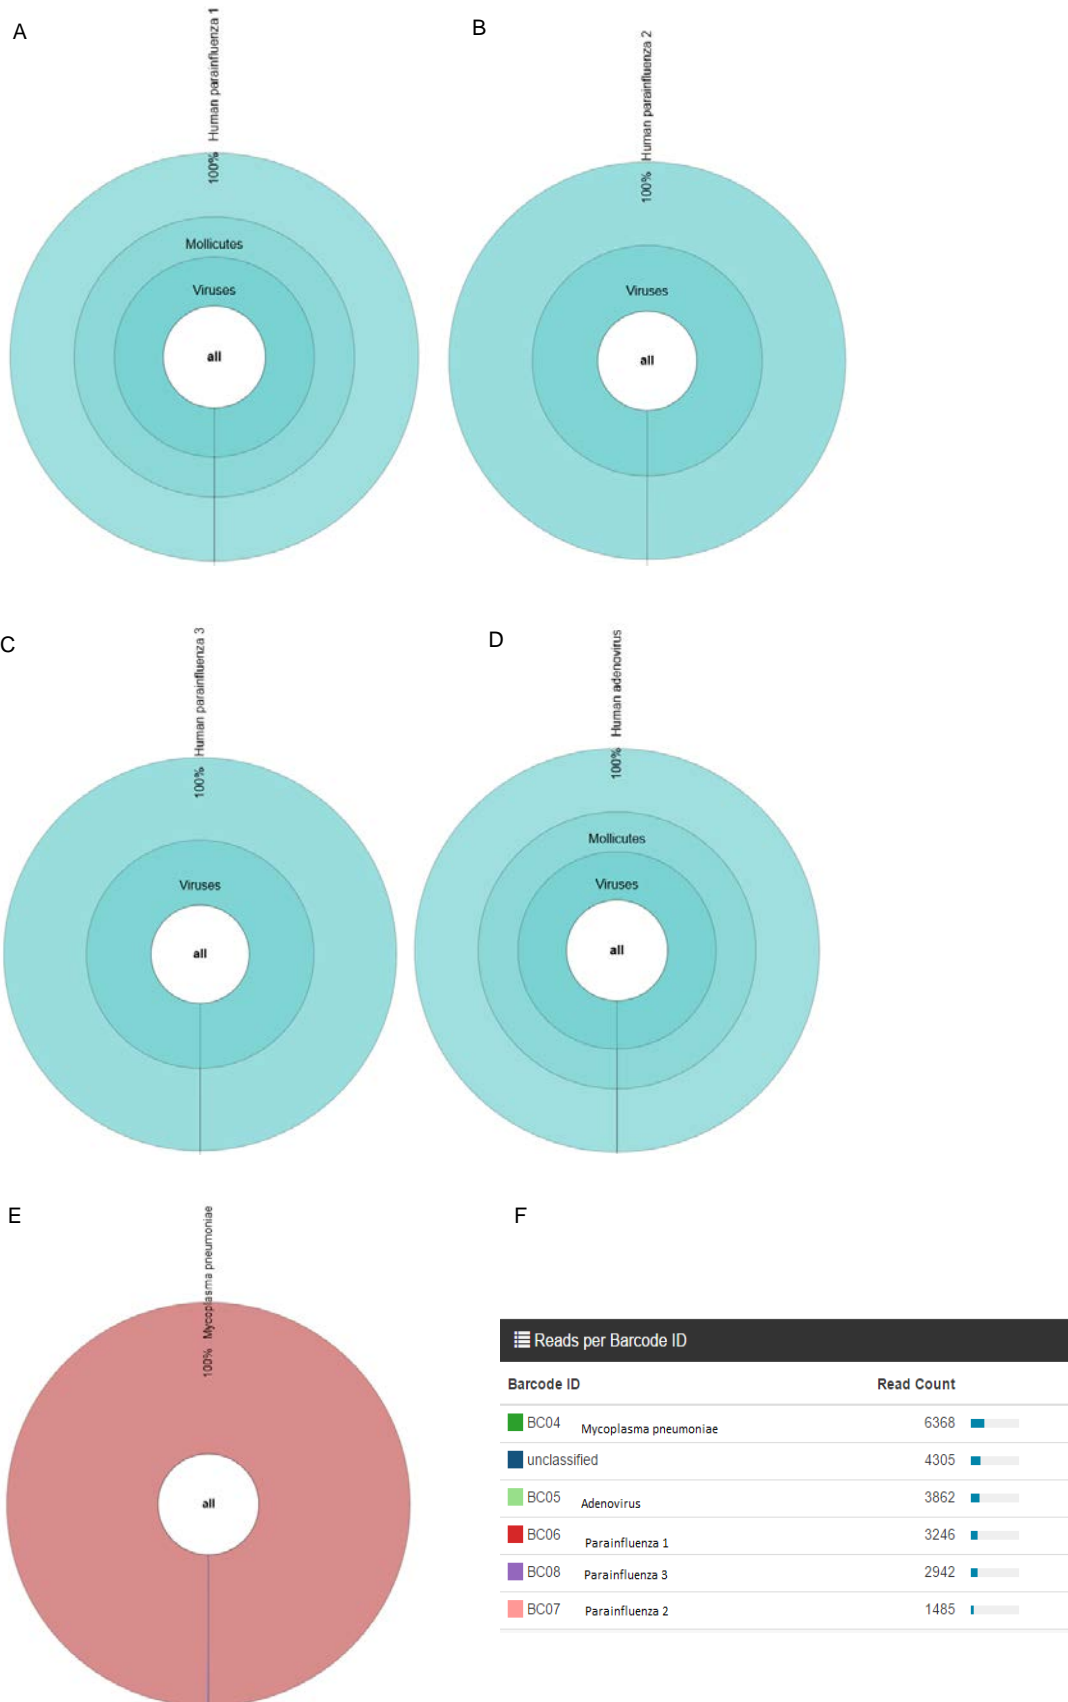 A
100% Human parainfluenza 1
Mollicutes
Viruses
all
B
100% Human parainfluenza 2
Viruses
all
C
100% Human parainfluenza 3
Viruses
all
D
100% Human adenovirus
Mollicutes
Viruses
all
E
100% Mycoplasma pneumoniae
all
F
Reads per Barcode ID
Barcode ID Read Count
BC04 Mycoplasma pneumoniae 6368
unclassified 4305
BC05 Adenovirus 3862
BC06 Parainfluenza 1 3246
BC08 Parainfluenza 3 2942
BC07 Parainfluenza 2 1485